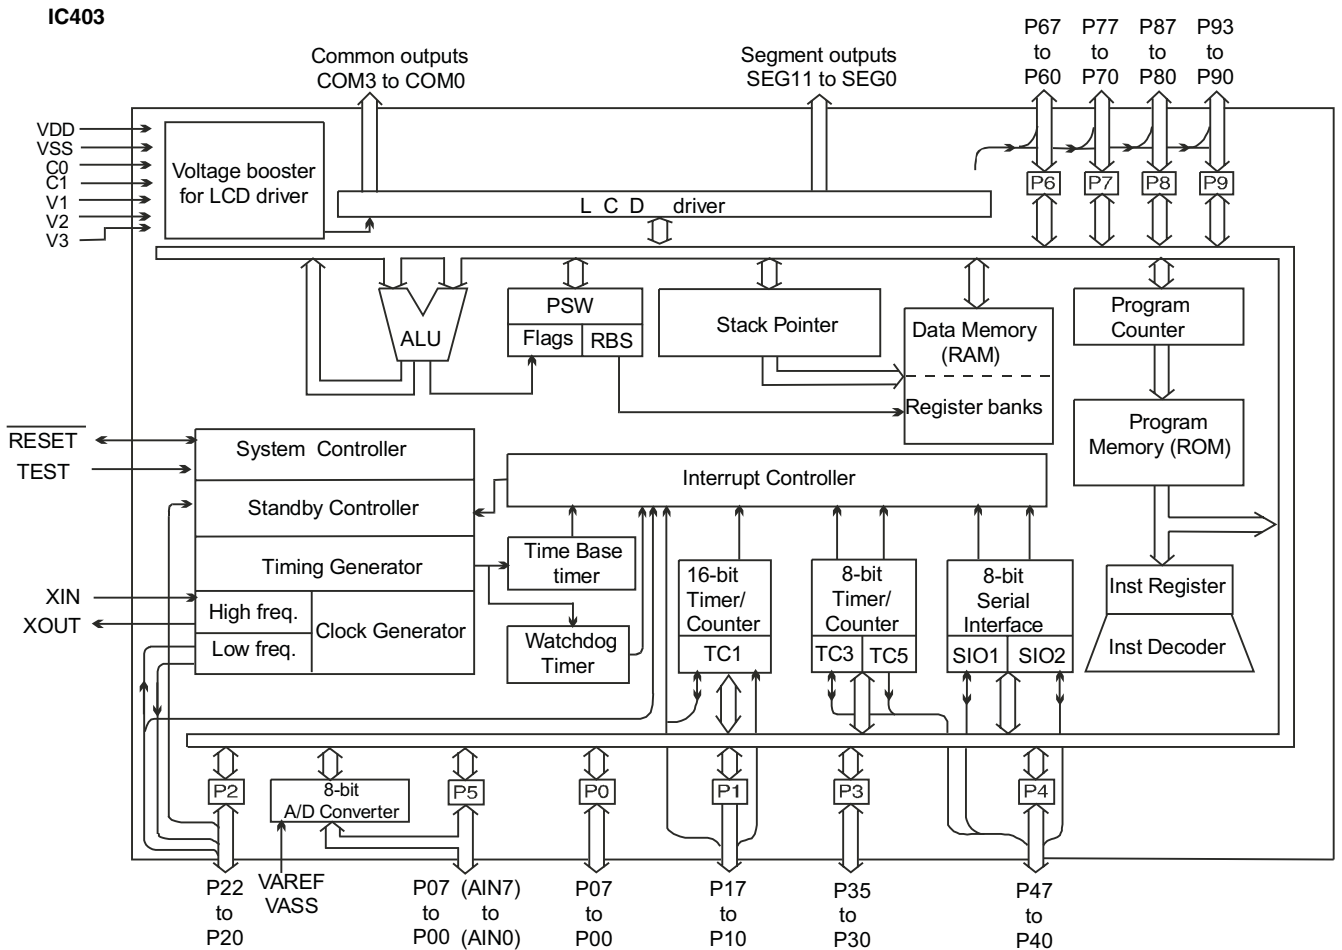 IC403
Common outputs
COM3 to COM0
Segment outputs
SEG11 to SEG0
P67
to
P60
P77
to
P70
P87
to
P80
P93
to
P90
VDD
VSS
C0
C1
V1
V2
V3
Voltage booster
for LCD driver
L C D driver
P6
P7
P8
P9
ALU
PSW
Flags
RBS
Stack Pointer
Data Memory
(RAM)
Register banks
Program
Counter
Program
Memory (ROM)
Inst Register
Inst Decoder
RESET
TEST
XIN
XOUT
System Controller
Standby Controller
Timing Generator
High freq.
Low freq.
Clock Generator
Interrupt Controller
Time Base
timer
Watchdog
Timer
16-bit
Timer/
Counter
TC1
8-bit
Timer/
Counter
TC3
TC5
8-bit
Serial
Interface
SIO1
SIO2
P2
8-bit
A/D Converter
P5
P0
P1
P3
P4
P22
to
P20
VAREF
VASS
P07 (AIN7)
to to
P00 (AIN0)
P07
to
P00
P17
to
P10
P35
to
P30
P47
to
P40